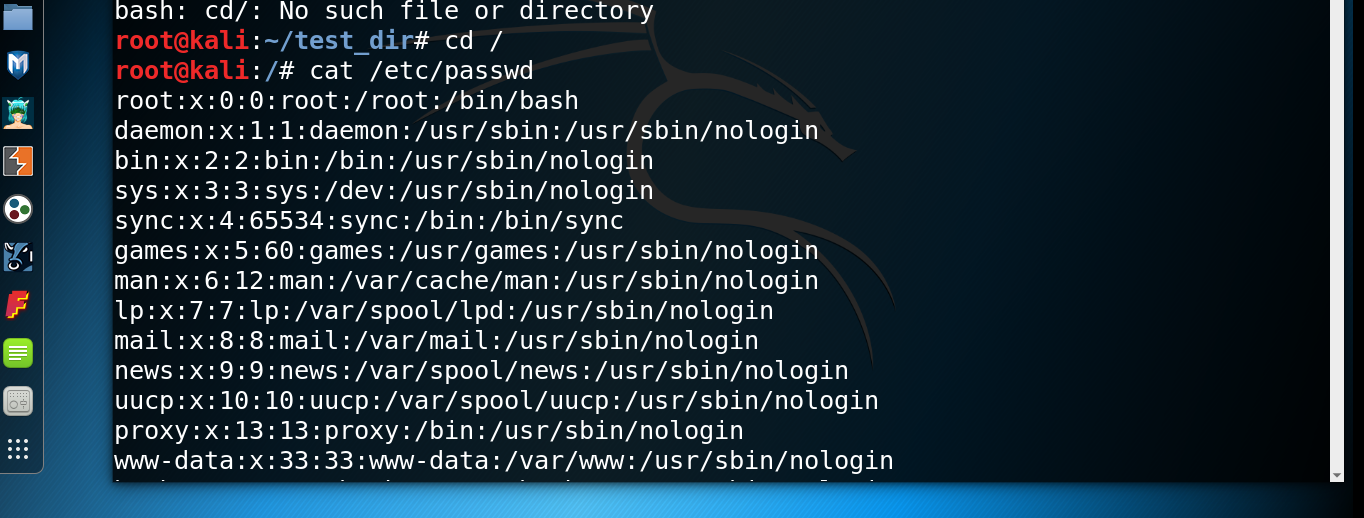 bash: cd/: No such file or directory
root@kali:~/test_dir# cd /
root@kali:/# cat /etc/passwd
root:x:0:0:root:/root:/bin/bash
daemon:x:1:1:daemon:/usr/sbin:/usr/sbin/nologin
bin:x:2:2:bin:/bin:/usr/sbin/nologin
sys:x:3:3:sys:/dev:/usr/sbin/nologin
sync:x:4:65534:sync:/bin:/bin/sync
games:x:5:60:games:/usr/games:/usr/sbin/nologin
man:x:6:12:man:/var/cache/man:/usr/sbin/nologin
lp:x:7:7:lp:/var/spool/lpd:/usr/sbin/nologin
mail:x:8:8:mail:/var/mail:/usr/sbin/nologin
news:x:9:9:news:/var/spool/news:/usr/sbin/nologin
uucp:x:10:10:uucp:/var/spool/uucp:/usr/sbin/nologin
proxy:x:13:13:proxy:/bin:/usr/sbin/nologin
www-data:x:33:33:www-data:/var/www:/usr/sbin/nologin